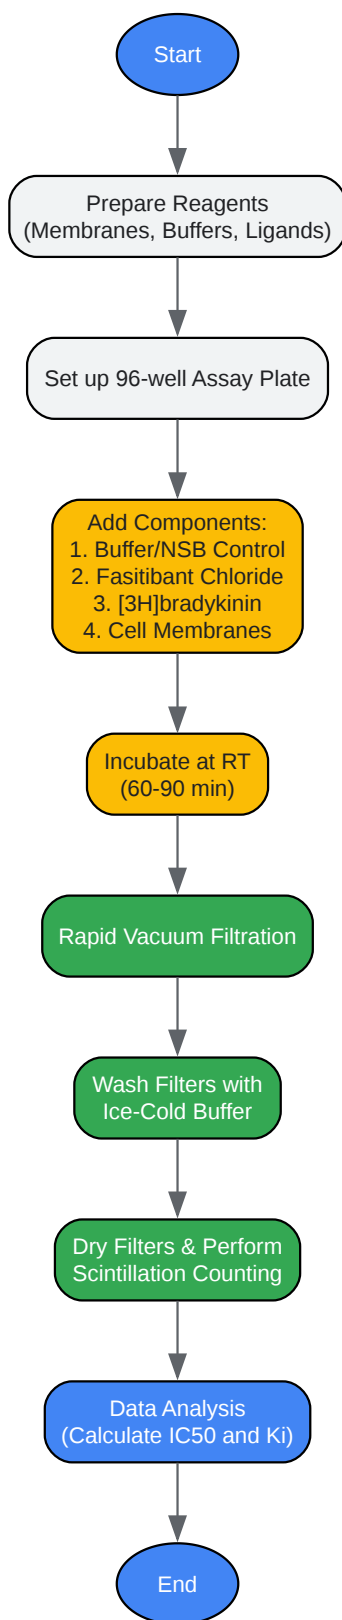 Start
Prepare Reagents
(Membranes, Buffers, Ligands)
Set up 96-well Assay Plate
Add Components:
1. Buffer/NSB Control
2. Fasitibant Chloride
3. [3H]bradykinin
4. Cell Membranes
Incubate at RT
(60-90 min)
Rapid Vacuum Filtration
Wash Filters with
Ice-Cold Buffer
Dry Filters & Perform
Scintillation Counting
Data Analysis
(Calculate IC50 and Ki)
End